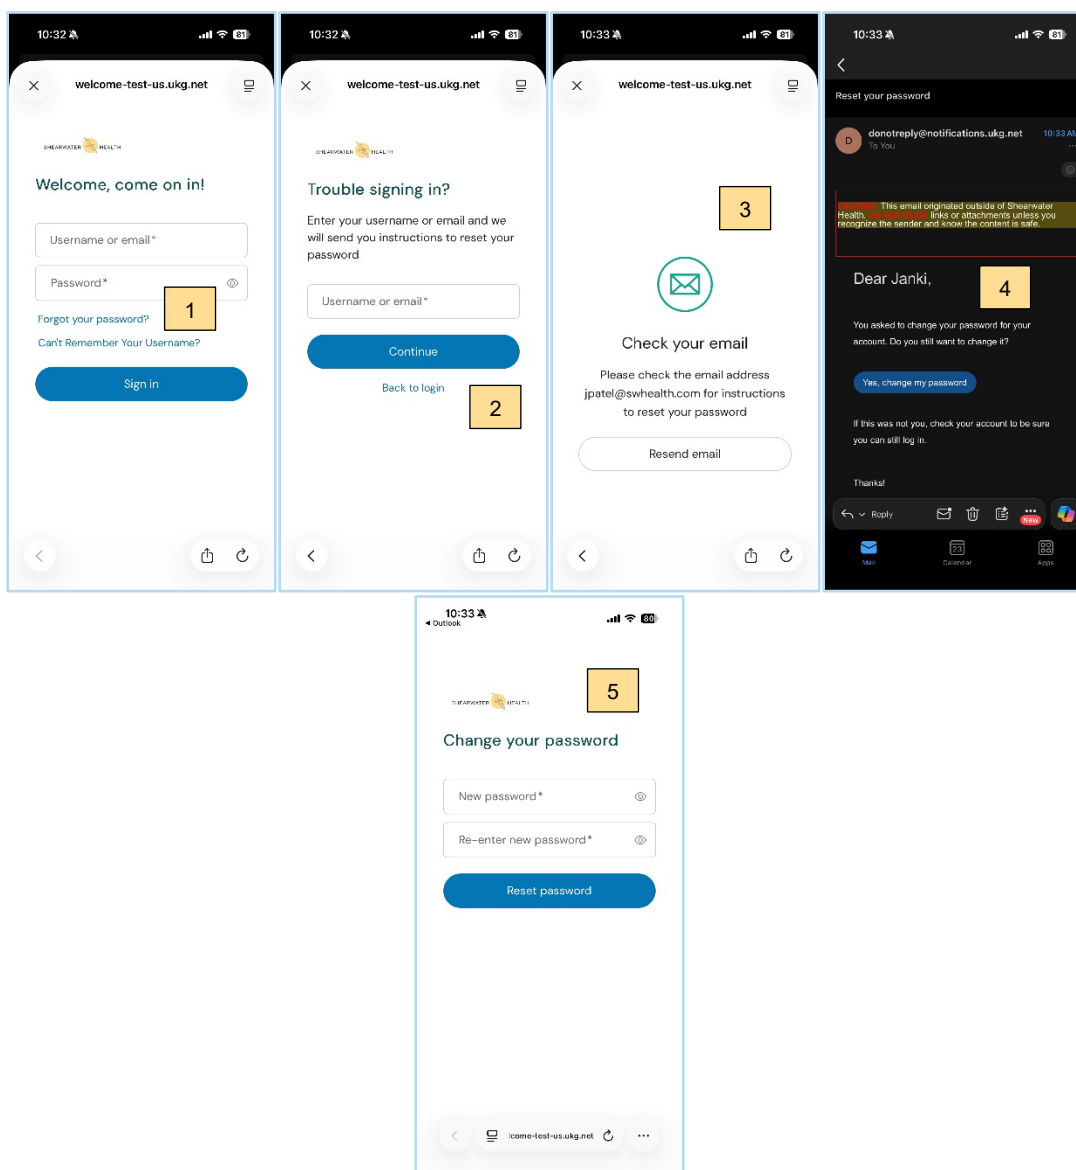 10:32
81
welcome-test-us.ukg.net
SHEARWATER HEALTH
Welcome, come on in!
Username or email*
Password*
1
Forgot your password?
Can't Remember Your Username?
Sign in
10:32
81
welcome-test-us.ukg.net
SHEARWATER HEALTH
Trouble signing in?
Enter your username or email and we
will send you instructions to reset your
password
Username or email*
Continue
Back to login
2
10:33
81
welcome-test-us.ukg.net
3
Check your email
Please check the email address
jpatel@swhealth.com for instructions
to reset your password
Resend email
10:33
81
Reset your password
D
donotreply@notifications.ukg.net 10:33 AM
To You
CAUTION: This email originated outside of Shearwater
Health. DO NOT CLICK links or attachments unless you
recognize the sender and know the content is safe.
Dear Janki,
4
You asked to change your password for your
account. Do you still want to change it?
Yes, change my password
If this was not you, check your account to be sure
you can still log in.
Thanks!
Reply
New
Mail
23
Calendar
Apps
10:33
80
Outlook
5
SHEARWATER HEALTH
Change your password
New password*
Re-enter new password*
Reset password
come-test-us.ukg.net